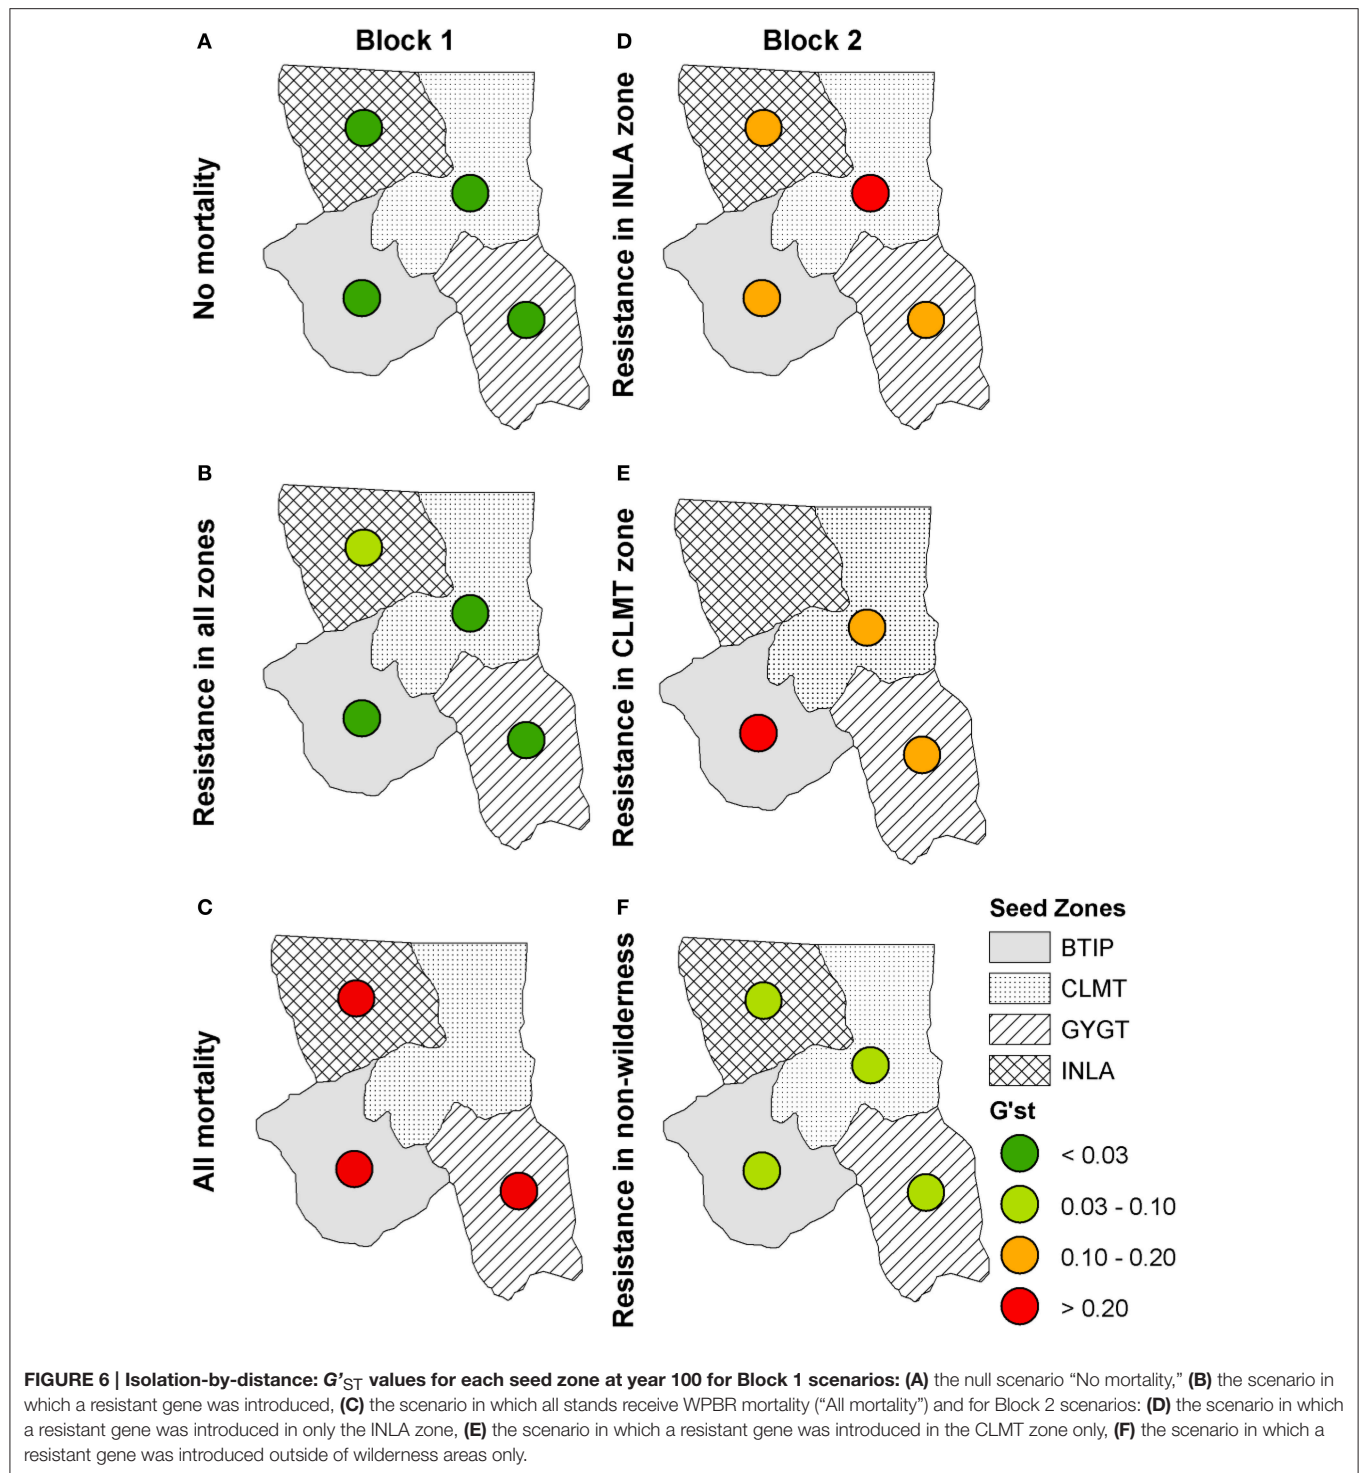 A
Block 1
D
Block 2
No mortality
Resistance in INLA zone
B
E
Resistance in all zones
Resistance in CLMT zone
C
F
All mortality
Resistance in non-wilderness
Seed Zones
BTIP
CLMT
GYGT
INLA
G'st
< 0.03
0.03 - 0.10
0.10 - 0.20
> 0.20
FIGURE 6 | Isolation-by-distance: G'ST values for each seed zone at year 100 for Block 1 scenarios: (A) the null scenario “No mortality,” (B) the scenario in
which a resistant gene was introduced, (C) the scenario in which all stands receive WPBR mortality (“All mortality”) and for Block 2 scenarios: (D) the scenario in which
a resistant gene was introduced in only the INLA zone, (E) the scenario in which a resistant gene was introduced in the CLMT zone only, (F) the scenario in which a
resistant gene was introduced outside of wilderness areas only.